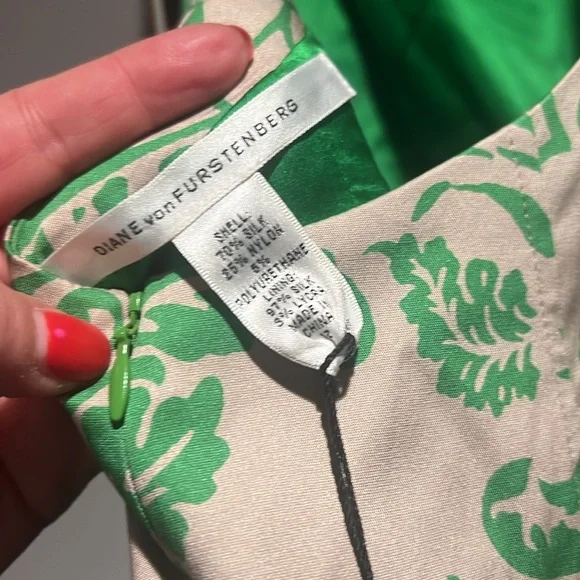 DIANE von FURSTENBERG
SHELL
70% SILK
25% NYLON
5%
POLYURETHANE
LINING:
97% SILK
3% LYCRA
MADE IN
CHINA